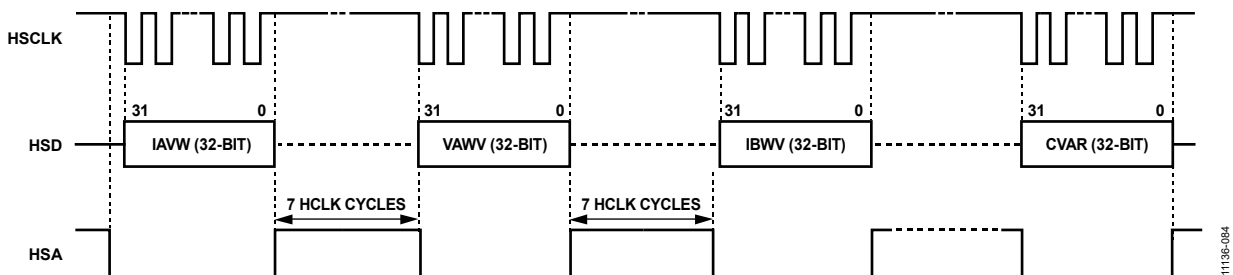 HSCLK
31 0 31 0 31 0 31 0
HSD IAVW (32-BIT) VAWV (32-BIT) IBWV (32-BIT) CVAR (32-BIT)
7 HCLK CYCLES 7 HCLK CYCLES
HSA
11136-084